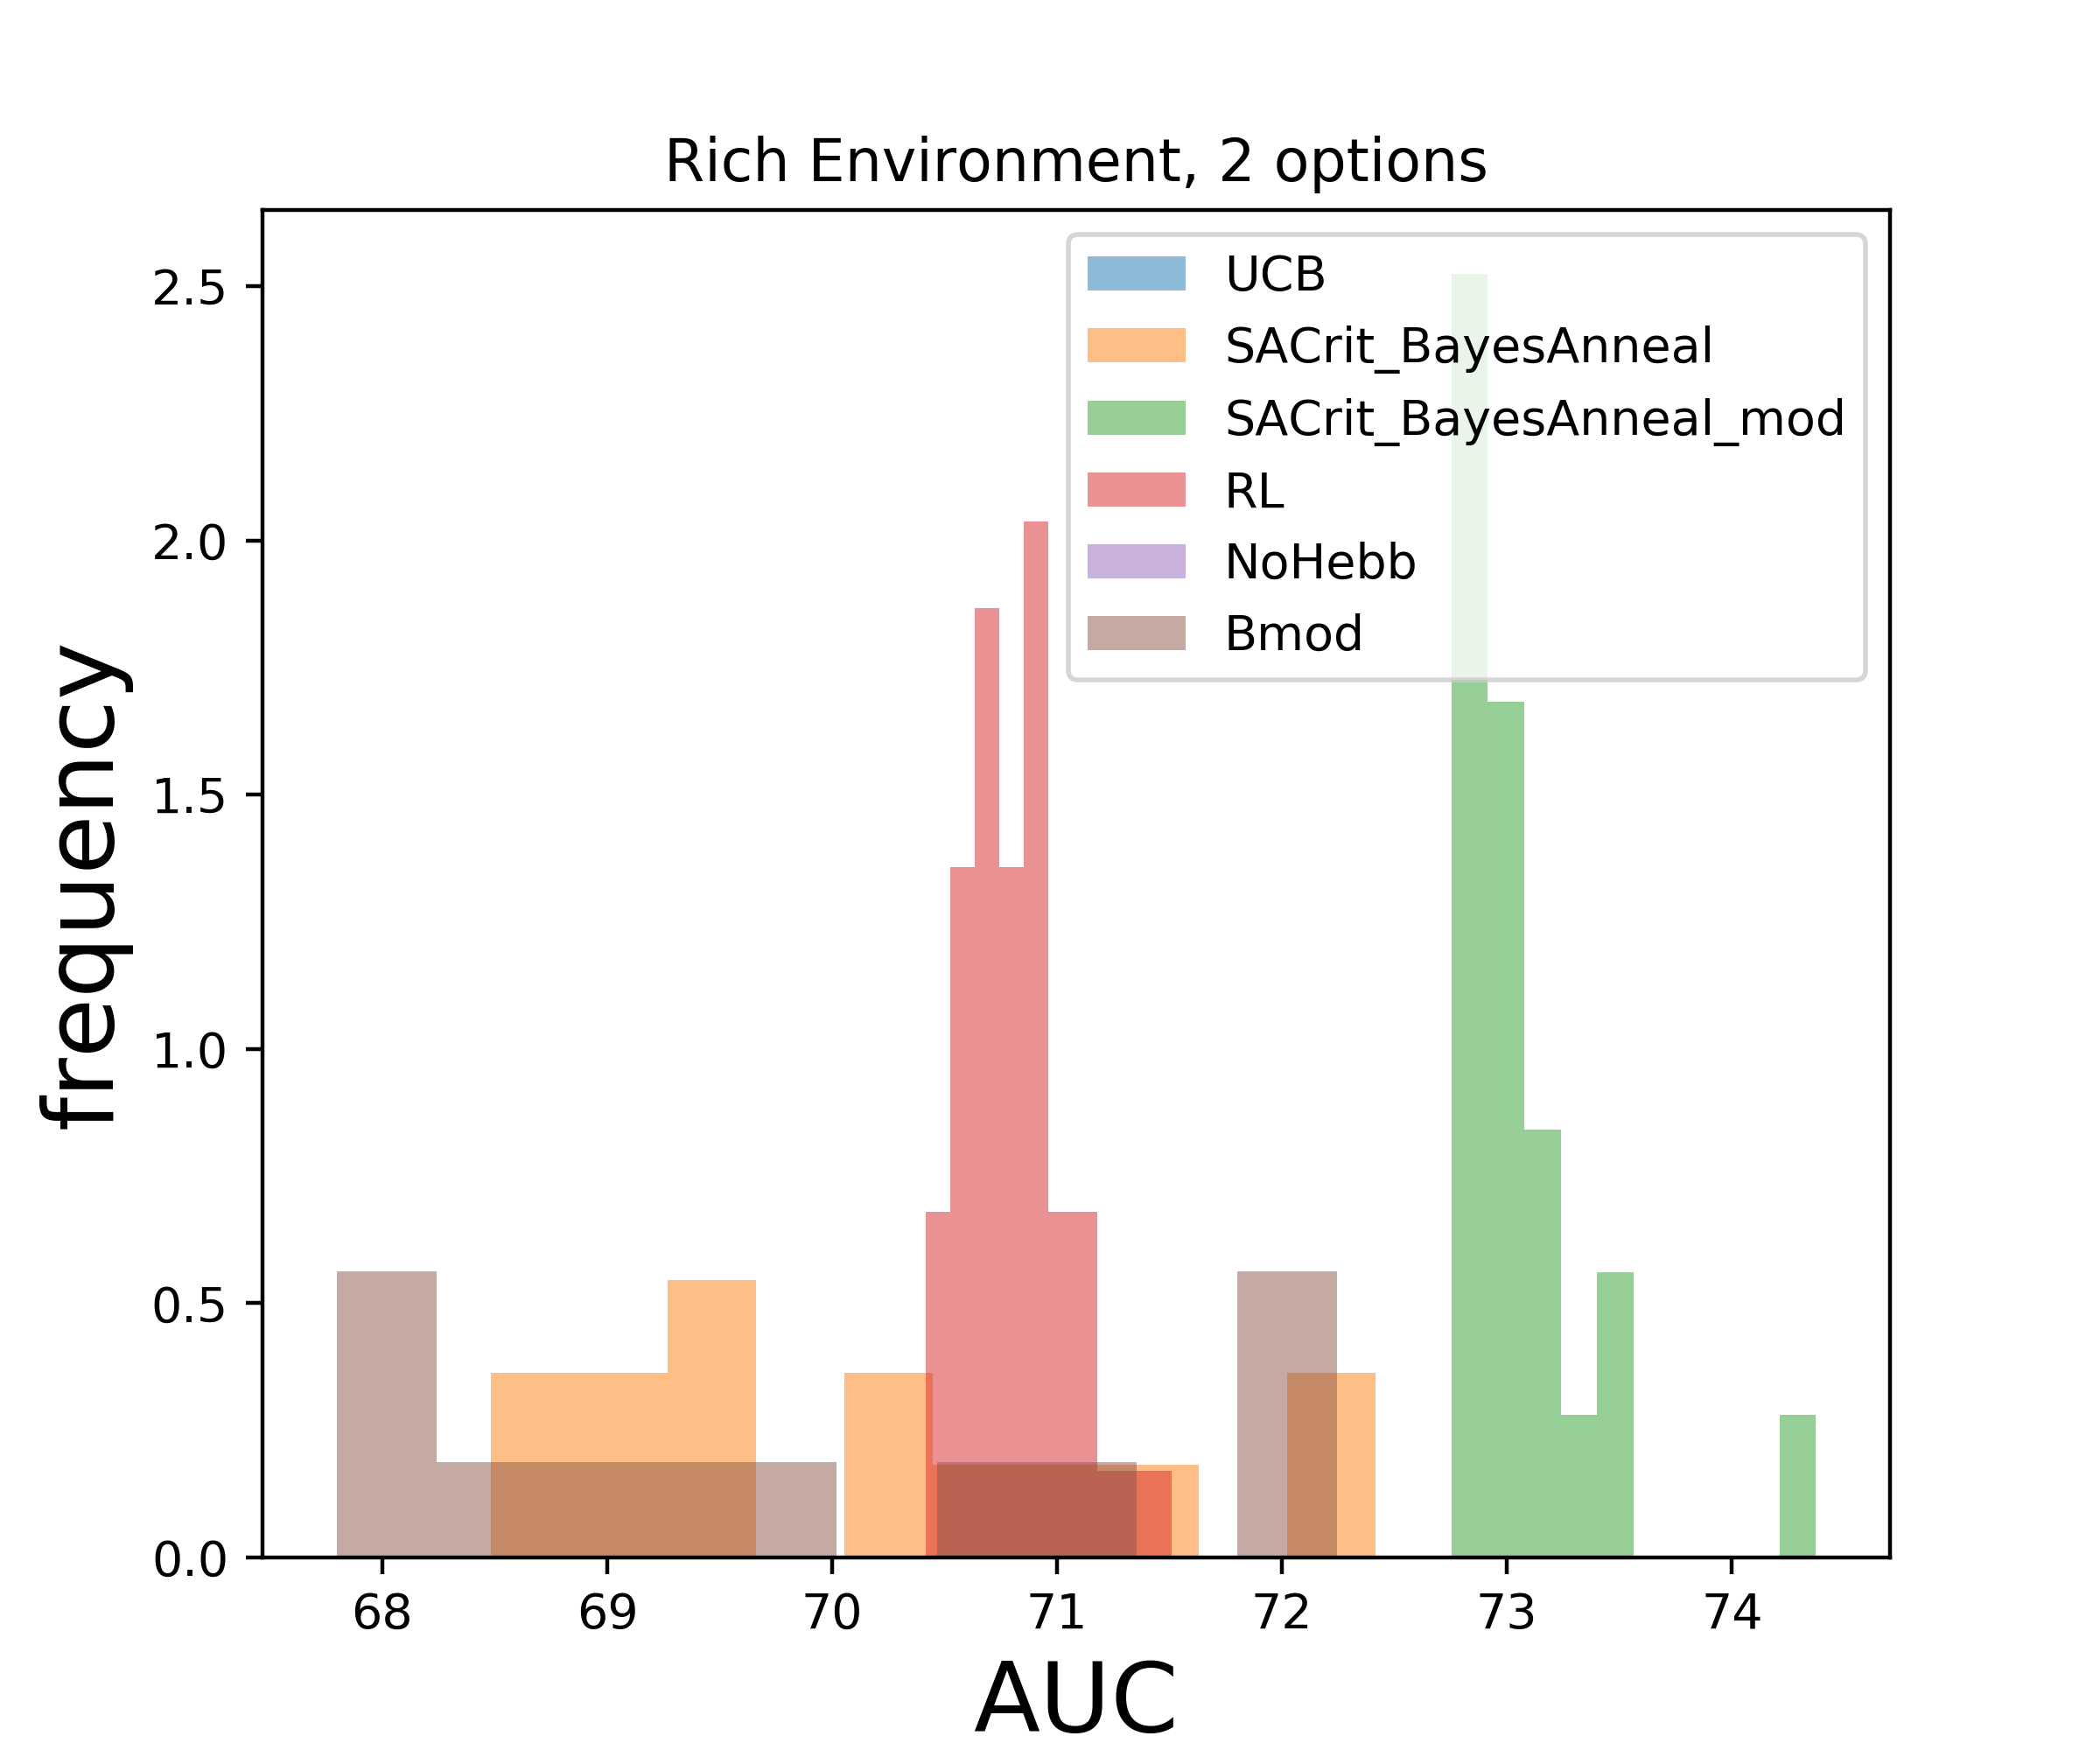 Rich Environment, 2 options
UCB
SACrit_BayesAnneal
SACrit_BayesAnneal_mod
RL
NoHebb
Bmod
frequency
2.5
2.0
1.5
1.0
0.5
0.0
68 69 70 71 72 73 74
AUC